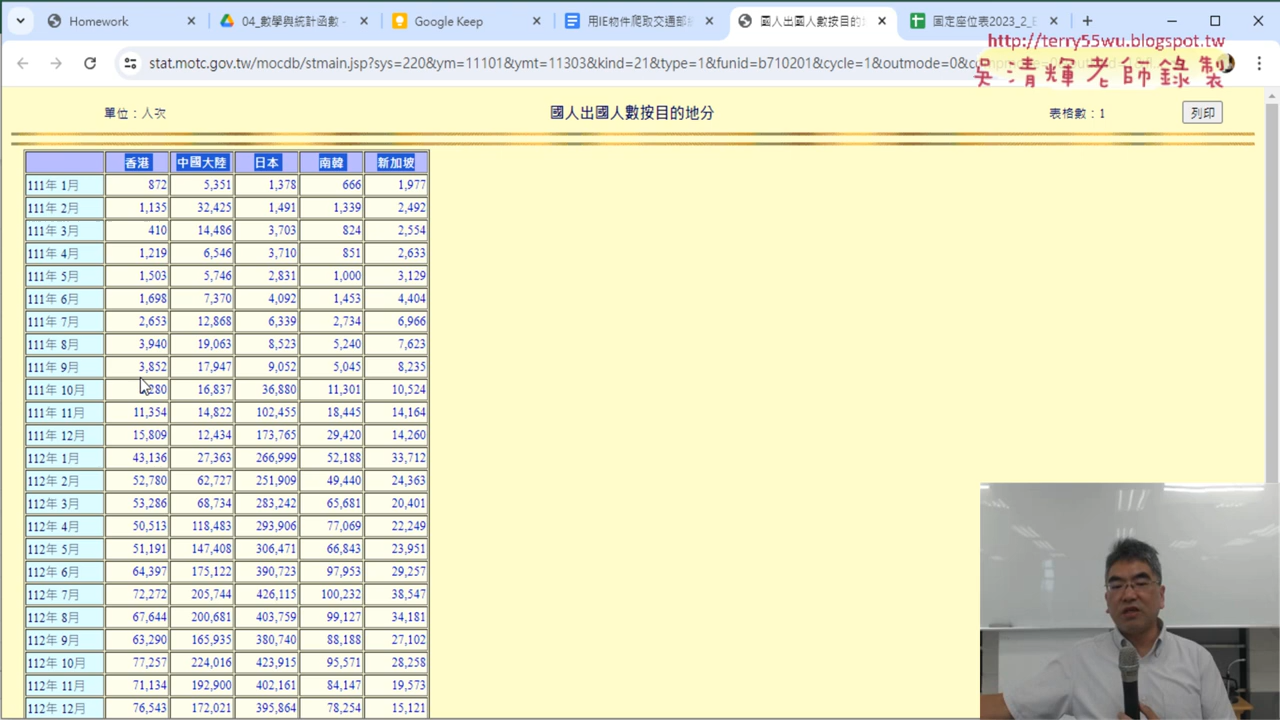 Homework
04_數學與統計函數 -
Google Keep
用IE物件爬取交通部
國人出國人數按目的
固定座位表2023_2_
http://terry55wu.blogspot.tw
stat.motc.gov.tw/mocdb/stmain.jsp?sys=220&ym=11101&ymt=11303&kind=21&type=1&funid=b710201&cycle=1&outmode=0&
吳清輝老師錄製
單位：人次 國人出國人數按目的地分 表格數：1 列印
香港 中國大陸 日本 南韓 新加坡
111年 1月 872 5,351 1,378 666 1,977
111年 2月 1,135 32,425 1,491 1,339 2,492
111年 3月 410 14,486 3,703 824 2,554
111年 4月 1,219 6,546 3,710 851 2,633
111年 5月 1,503 5,746 2,831 1,000 3,129
111年 6月 1,698 7,370 4,092 1,453 4,404
111年 7月 2,653 12,868 6,339 2,734 6,966
111年 8月 3,940 19,063 8,523 5,240 7,623
111年 9月 3,852 17,947 9,052 5,045 8,235
111年 10月 16,837 36,880 11,301 10,524
111年 11月 11,354 14,822 102,455 18,445 14,164
111年 12月 15,809 12,434 173,765 29,420 14,260
112年 1月 43,136 27,363 266,999 52,188 33,712
112年 2月 52,780 62,727 251,909 49,440 24,363
112年 3月 53,286 68,734 283,242 65,681 20,401
112年 4月 50,513 118,483 293,906 77,069 22,249
112年 5月 51,191 147,408 306,471 66,843 23,951
112年 6月 64,397 175,122 390,723 97,953 29,257
112年 7月 72,272 205,744 426,115 100,232 38,547
112年 8月 67,644 200,681 403,759 99,127 34,181
112年 9月 63,290 165,935 380,740 88,188 27,102
112年 10月 77,257 224,016 423,915 95,571 28,258
112年 11月 71,134 192,900 402,161 84,147 19,573
112年 12月 76,543 172,021 395,864 78,254 15,121